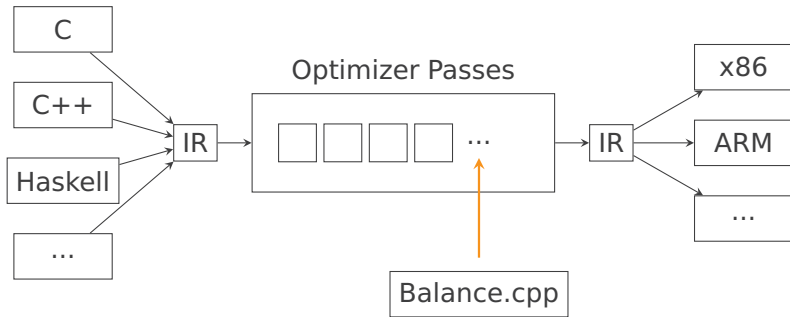 C
C++
Haskell
...
IR
Optimizer Passes
...
Balance.cpp
IR
x86
ARM
...